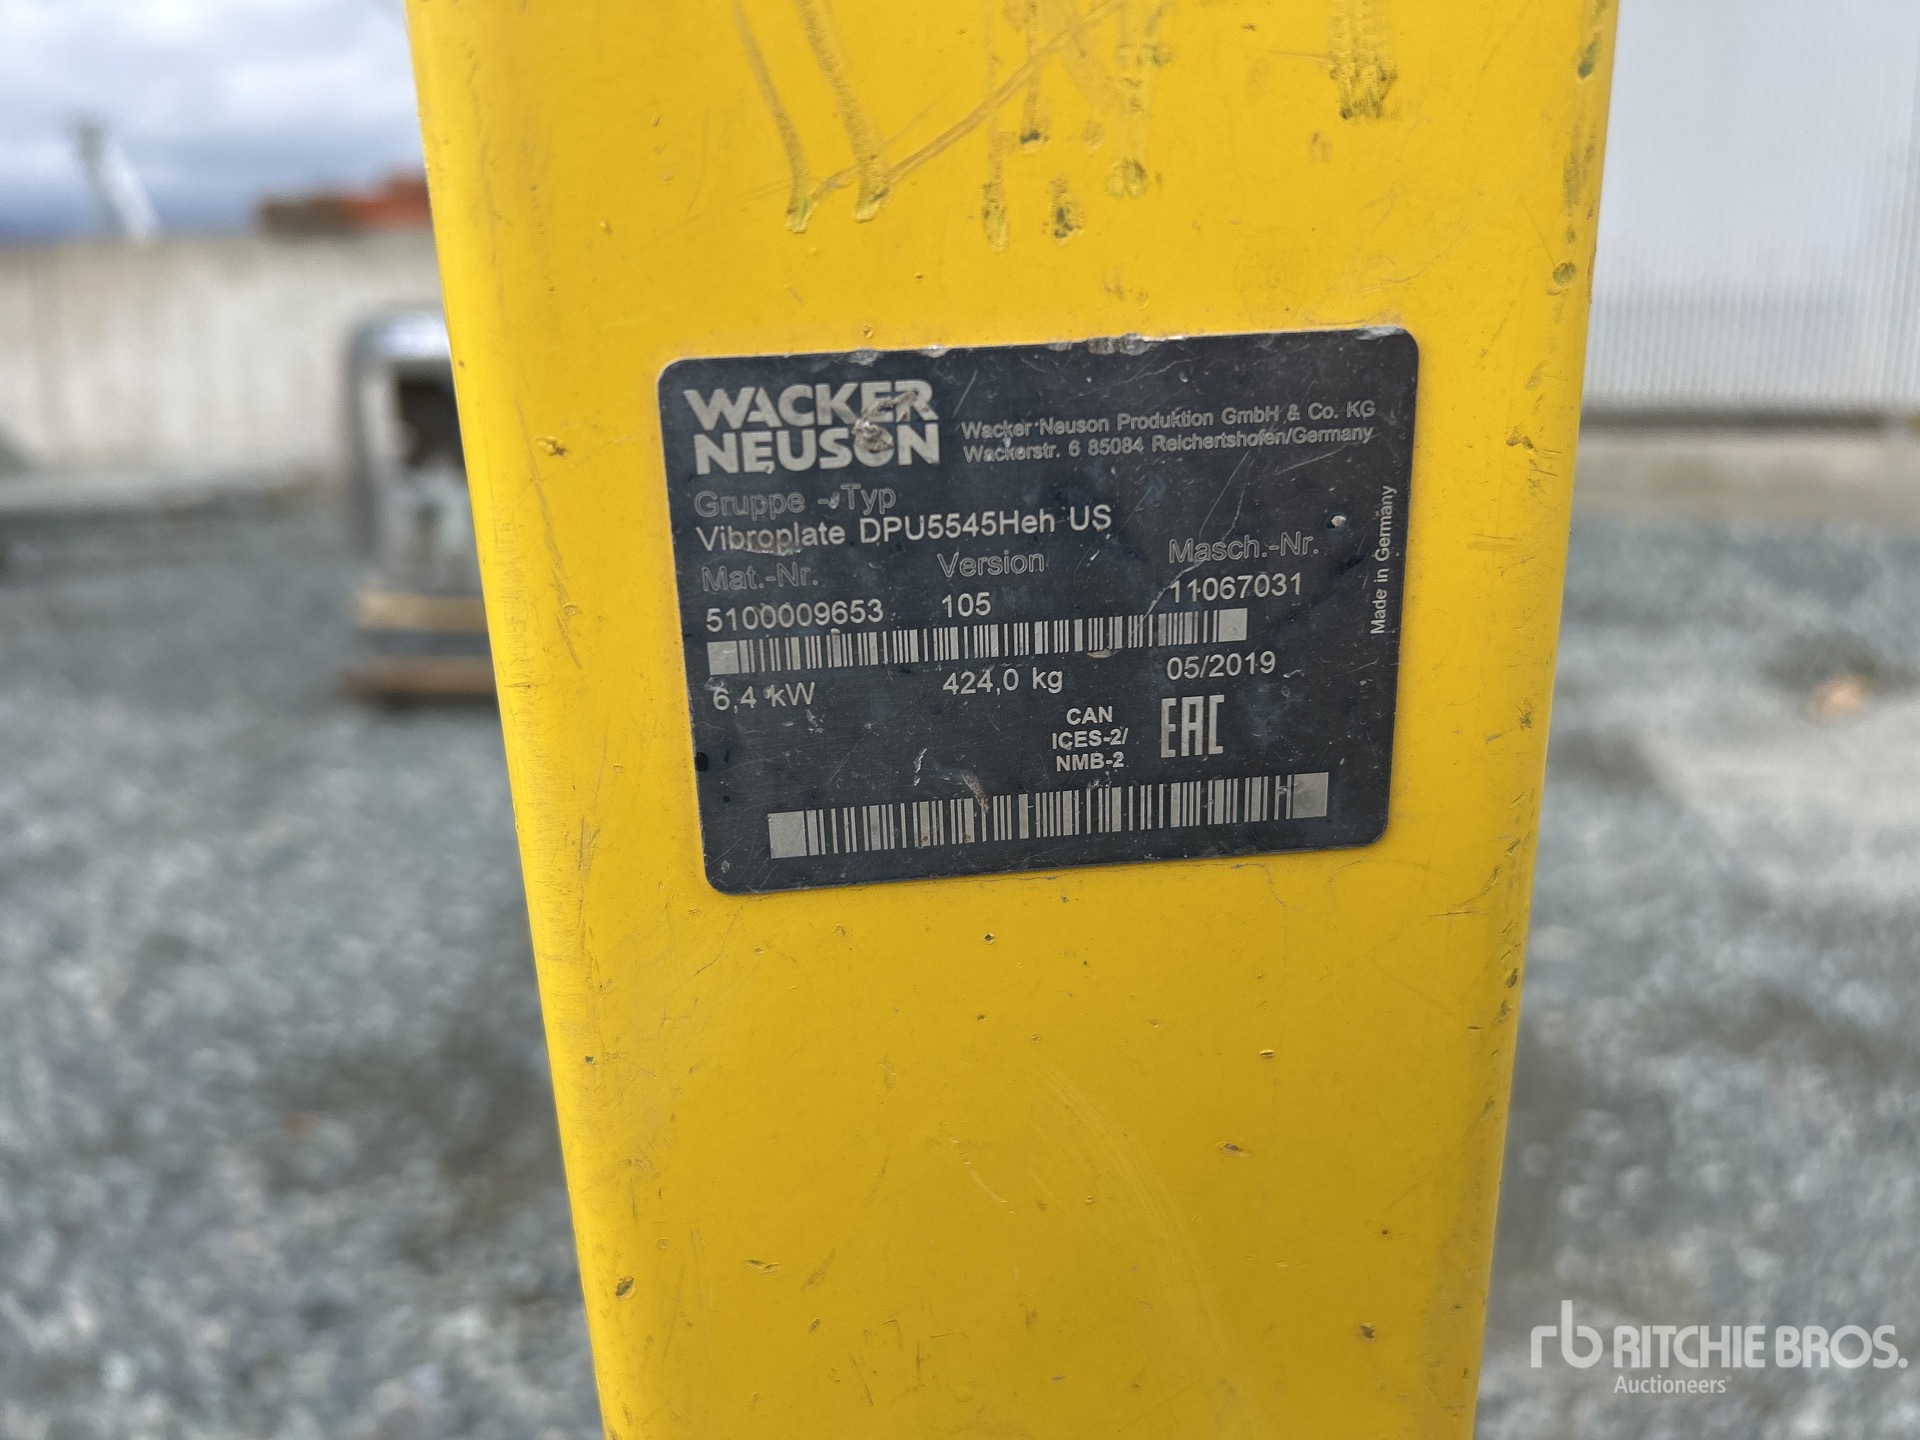 WACKER
NEUSON
Wacker Neuson Produktion GmbH & Co. KG
Wackerstr. 6 85084 Reichertshofen/Germany
Gruppe - Typ
Vibroplate DPU5545Heh US
Mat.-Nr. Version Masch.-Nr.
5100009653 105 11067031
6,4 kW 424,0 kg 05/2019
CAN
ICES-2/
NMB-2
EAC
Made in Germany
rb RITCHIE BROS.
Auctioneers